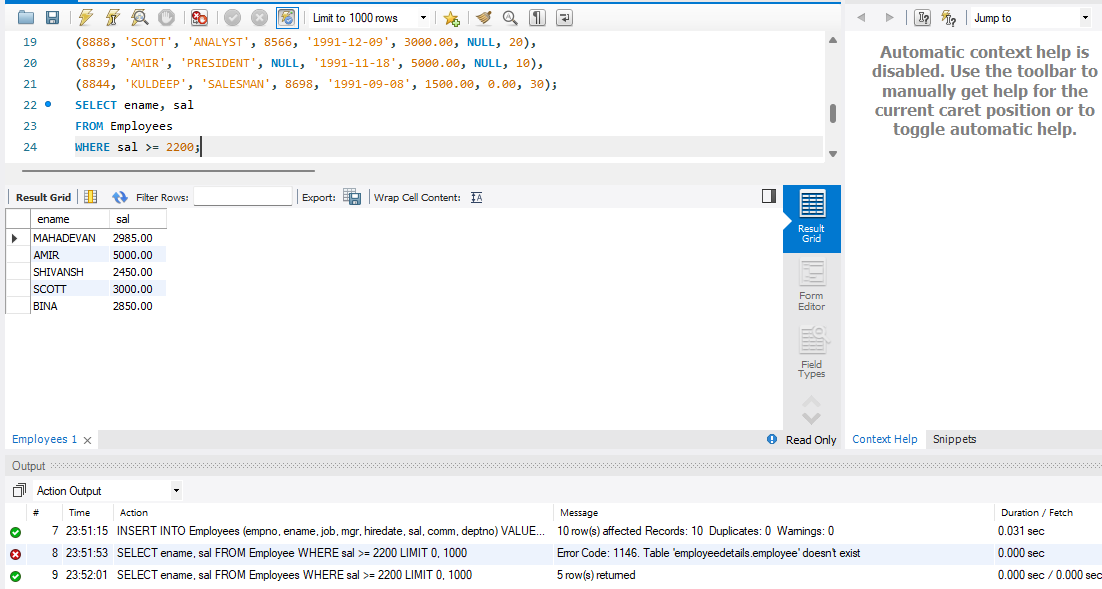 Limit to 1000 rows
Jump to
19 (8888, 'SCOTT', 'ANALYST', 8566, '1991-12-09', 3000.00, NULL, 20),
20 (8839, 'AMIR', 'PRESIDENT', NULL, '1991-11-18', 5000.00, NULL, 10),
21 (8844, 'KULDEEP', 'SALESMAN', 8698, '1991-09-08', 1500.00, 0.00, 30);
22 SELECT ename, sal
23 FROM Employees
24 WHERE sal >= 2200;
Automatic context help is
disabled. Use the toolbar to
manually get help for the
current caret position or to
toggle automatic help.
Result Grid Filter Rows: Export: Wrap Cell Content:
ename sal
MAHADEVAN 2985.00
AMIR 5000.00
SHIVANSH 2450.00
SCOTT 3000.00
BINA 2850.00
Result
Grid
Form
Editor
Field
Types
Employees 1 Read Only
Context Help Snippets
Output
Action Output
# Time Action Message Duration / Fetch
7 23:51:15 INSERT INTO Employees (empno, ename, job, mgr, hiredate, sal, comm, deptno) VALUE... 10 row(s) affected Records: 10 Duplicates: 0 Warnings: 0 0.031 sec
8 23:51:53 SELECT ename, sal FROM Employee WHERE sal >= 2200 LIMIT 0, 1000 Error Code: 1146. Table 'employeedetails.employee' doesn't exist 0.000 sec
9 23:52:01 SELECT ename, sal FROM Employees WHERE sal >= 2200 LIMIT 0, 1000 5 row(s) returned 0.000 sec / 0.000 sec